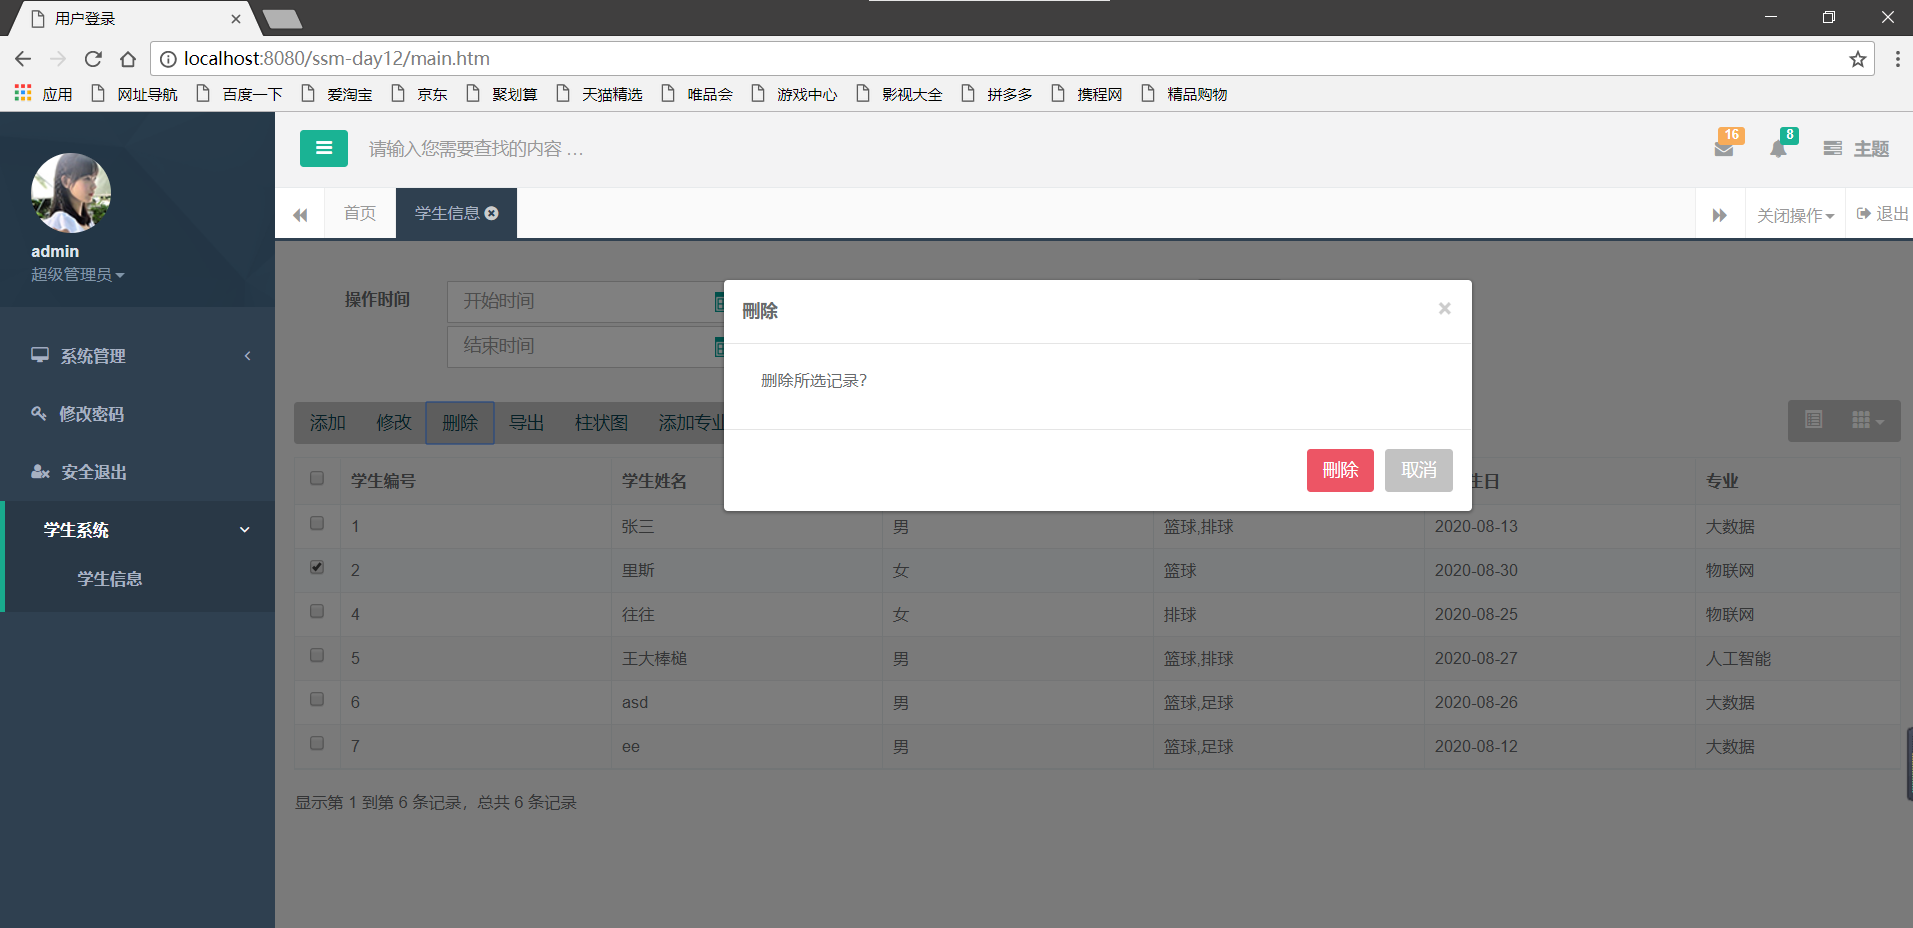 用户登录
localhost:8080/ssm-day12/main.htm
应用 网址导航 百度一下 爱淘宝 京东 聚划算 天猫精选 唯品会 游戏中心 影视大全 拼多多 携程网 精品购物
请输入您需要查找的内容 … 16 8 主题
首页 学生信息 关闭操作 退出
admin
超级管理员
系统管理
修改密码
安全退出
学生系统
学生信息
操作时间 开始时间
结束时间
删除
删除所选记录?
删除 取消
添加 修改 删除 导出 柱状图 添加专业
学生编号 学生姓名 生日 专业
1 张三 男 篮球,排球 2020-08-13 大数据
2 里斯 女 篮球 2020-08-30 物联网
4 往往 女 排球 2020-08-25 物联网
5 王大棒槌 男 篮球,排球 2020-08-27 人工智能
6 asd 男 篮球,足球 2020-08-26 大数据
7 ee 男 篮球,足球 2020-08-12 大数据
显示第 1 到第 6 条记录，总共 6 条记录